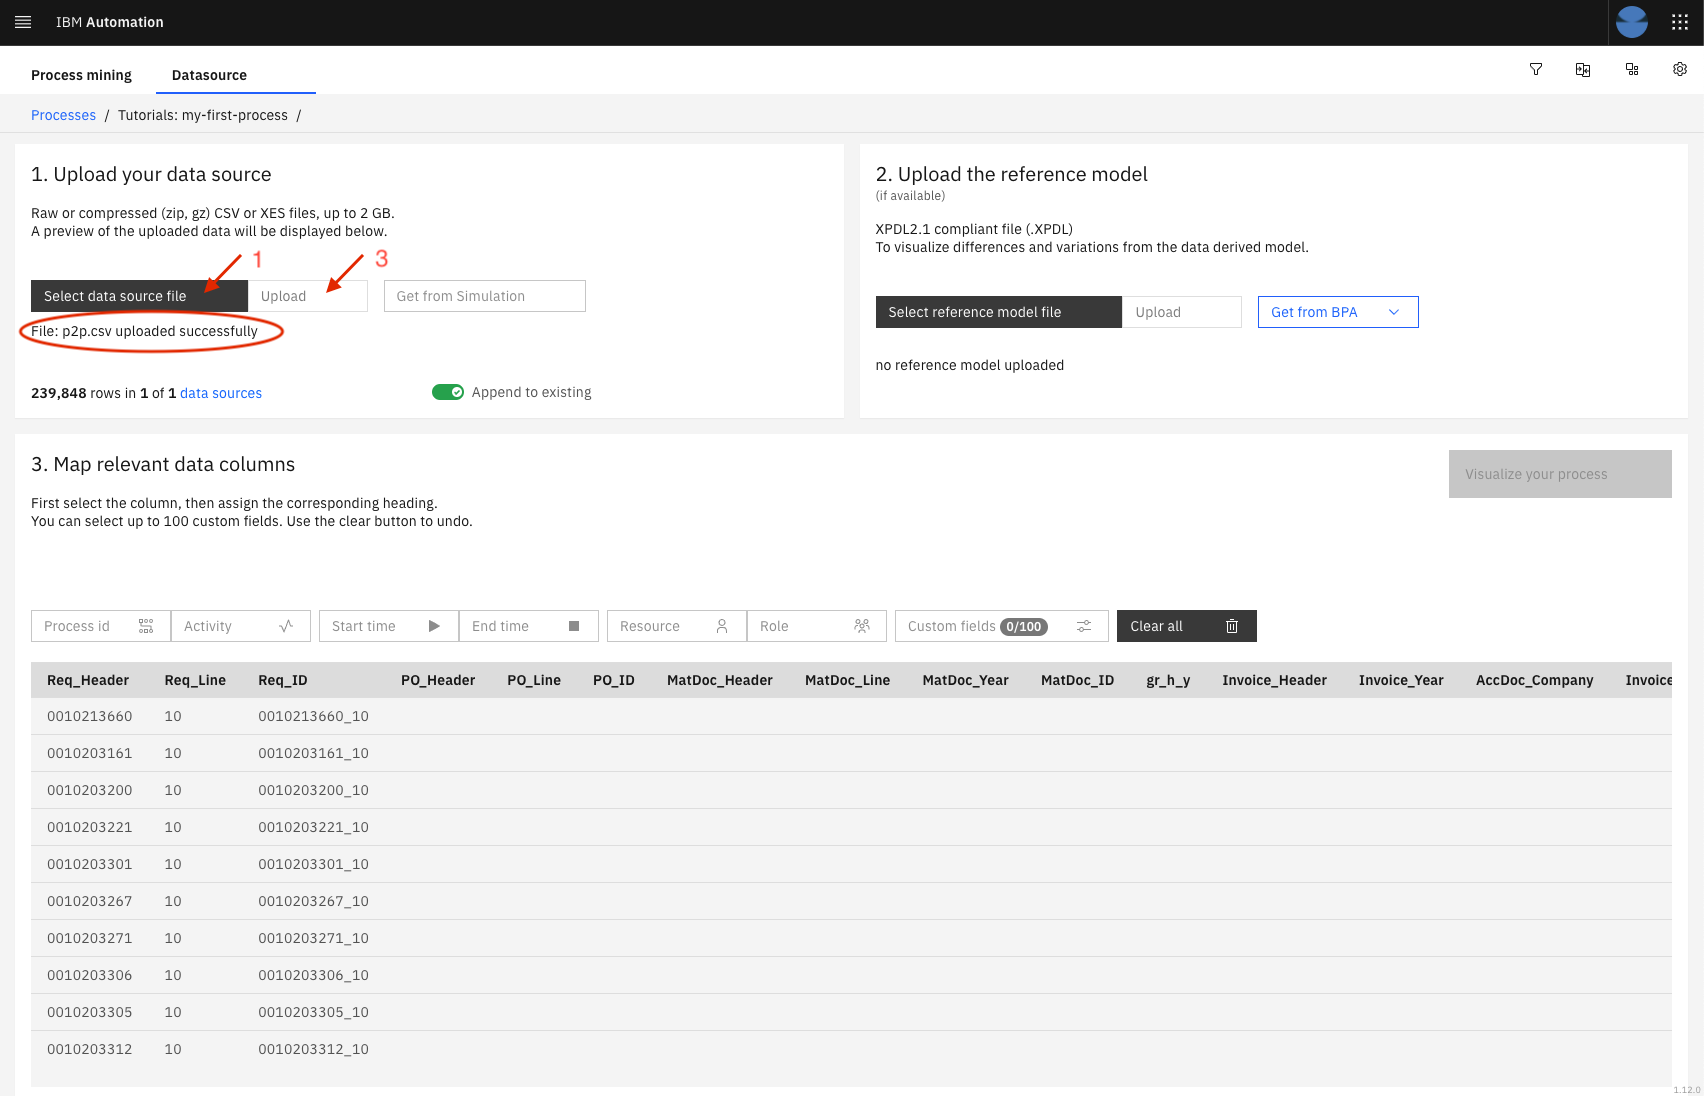 IBM Automation
Process mining Datasource
Processes / Tutorials: my-first-process /
1. Upload your data source
Raw or compressed (zip, gz) CSV or XES files, up to 2 GB.
A preview of the uploaded data will be displayed below.
1 3
Select data source file Upload Get from Simulation
File: p2p.csv uploaded successfully
239,848 rows in 1 of 1 data sources Append to existing
2. Upload the reference model
(if available)
XPDL2.1 compliant file (.XPDL)
To visualize differences and variations from the data derived model.
Select reference model file Upload Get from BPA
no reference model uploaded
3. Map relevant data columns
Visualize your process
First select the column, then assign the corresponding heading.
You can select up to 100 custom fields. Use the clear button to undo.
Process id Activity Start time End time Resource Role Custom fields 0/100 Clear all
Req_Header Req_Line Req_ID PO_Header PO_Line PO_ID MatDoc_Header MatDoc_Line MatDoc_Year MatDoc_ID gr_h_y Invoice_Header Invoice_Year AccDoc_Company Invoice
0010213660 10 0010213660_10
0010203161 10 0010203161_10
0010203200 10 0010203200_10
0010203221 10 0010203221_10
0010203301 10 0010203301_10
0010203267 10 0010203267_10
0010203271 10 0010203271_10
0010203306 10 0010203306_10
0010203305 10 0010203305_10
0010203312 10 0010203312_10
1.12.0